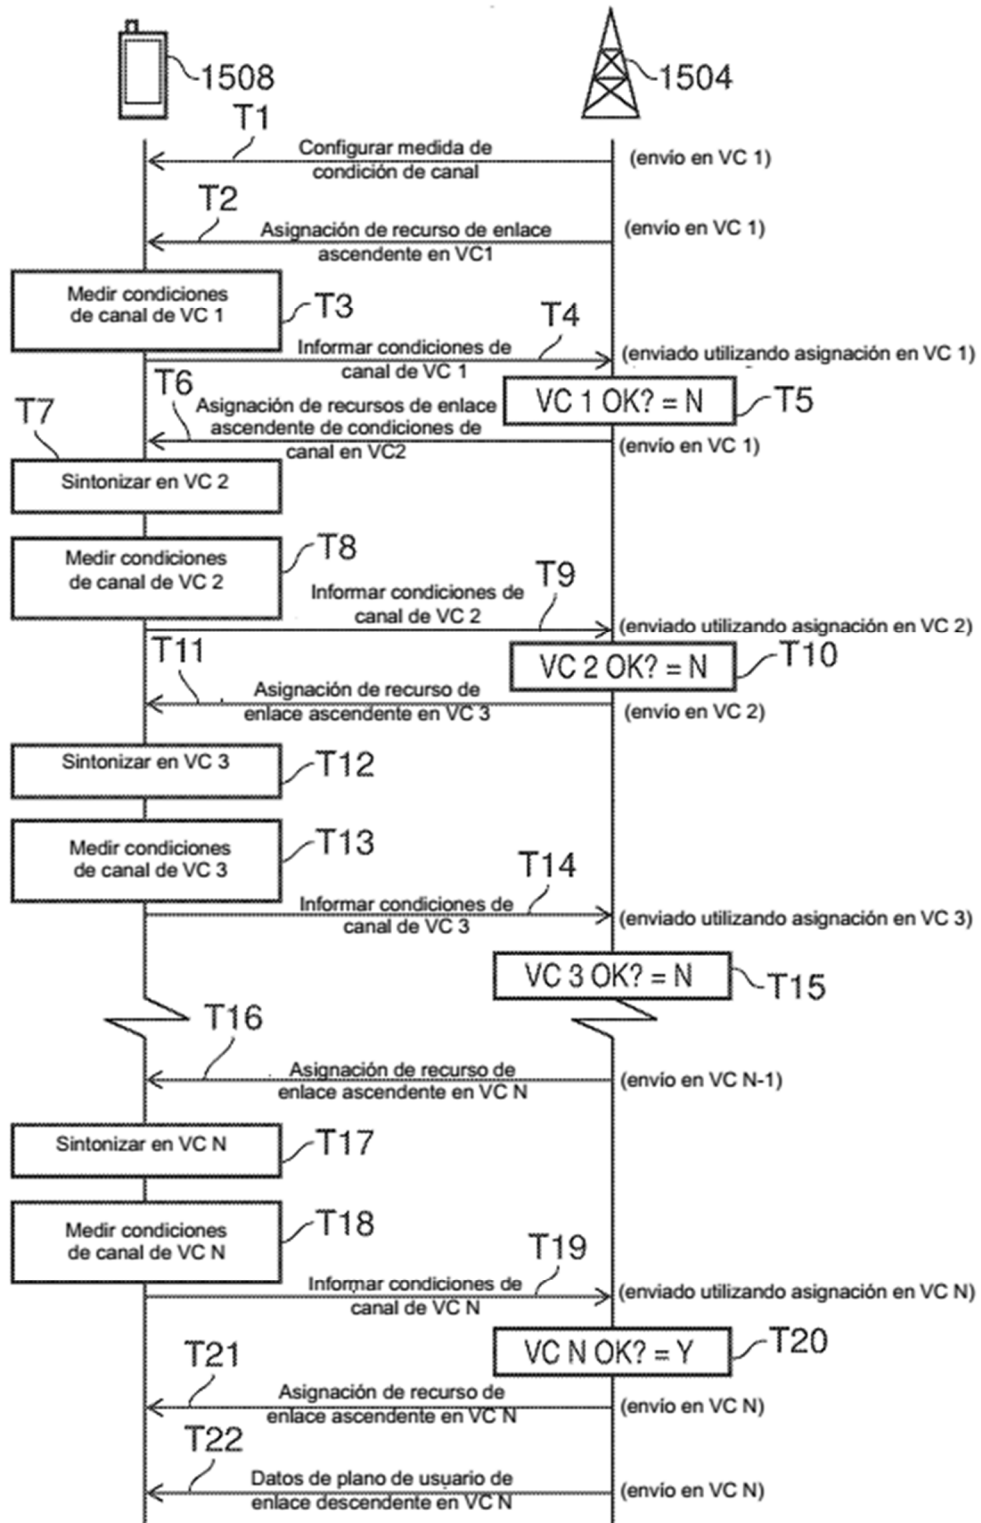 1508
1504
T1
Configurar medida de
condición de canal
(envío en VC 1)
T2
Asignación de recurso de enlace
ascendente en VC1
(envío en VC 1)
Medir condiciones
de canal de VC 1
T3
T4
Informar condiciones de
canal de VC 1
(enviado utilizando asignación en VC 1)
VC 1 OK? = N
T5
T6
Asignación de recursos de enlace
ascendente de condiciones de
canal en VC2
(envío en VC 1)
T7
Sintonizar en VC 2
Medir condiciones
de canal de VC 2
T8
T9
Informar condiciones de
canal de VC 2
(enviado utilizando asignación en VC 2)
VC 2 OK? = N
T10
T11
Asignación de recurso de
enlace ascendente en VC 3
(envío en VC 2)
Sintonizar en VC 3
T12
Medir condiciones
de canal de VC 3
T13
T14
Informar condiciones de
canal de VC 3
(enviado utilizando asignación en VC 3)
VC 3 OK? = N
T15
T16
Asignación de recurso de
enlace ascendente en VC N
(envío en VC N-1)
Sintonizar en VC N
T17
Medir condiciones
de canal de VC N
T18
T19
Informar condiciones de
canal de VC N
(enviado utilizando asignación en VC N)
VC N OK? = Y
T20
T21
Asignación de recurso de
enlace ascendente en VC N
(envío en VC N)
T22
Datos de plano de usuario de
enlace descendente en VC N
(envío en VC N)